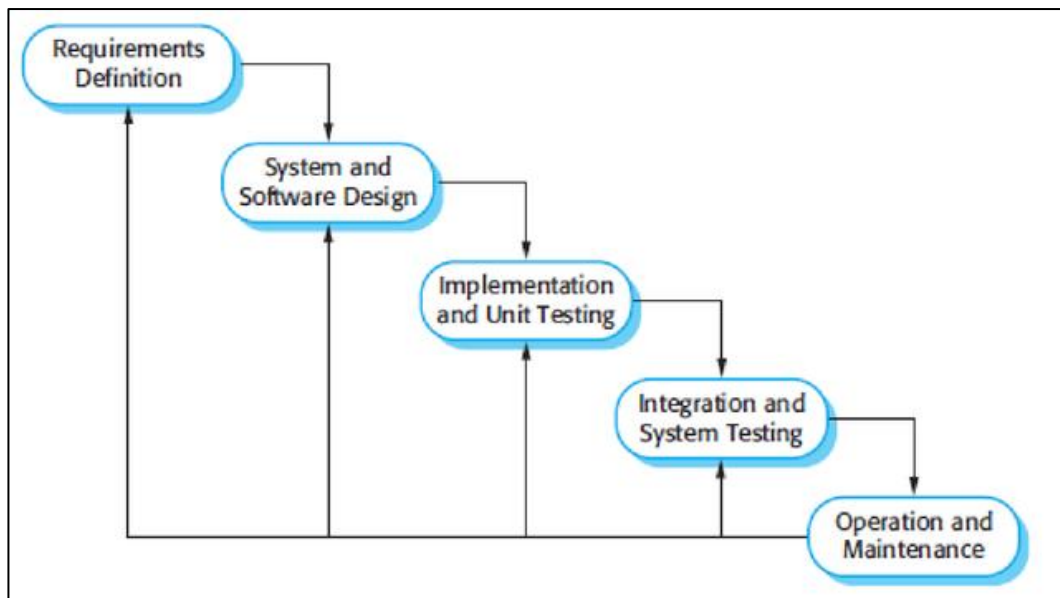 Requirements
Definition
System and
Software Design
Implementation
and Unit Testing
Integration and
System Testing
Operation and
Maintenance